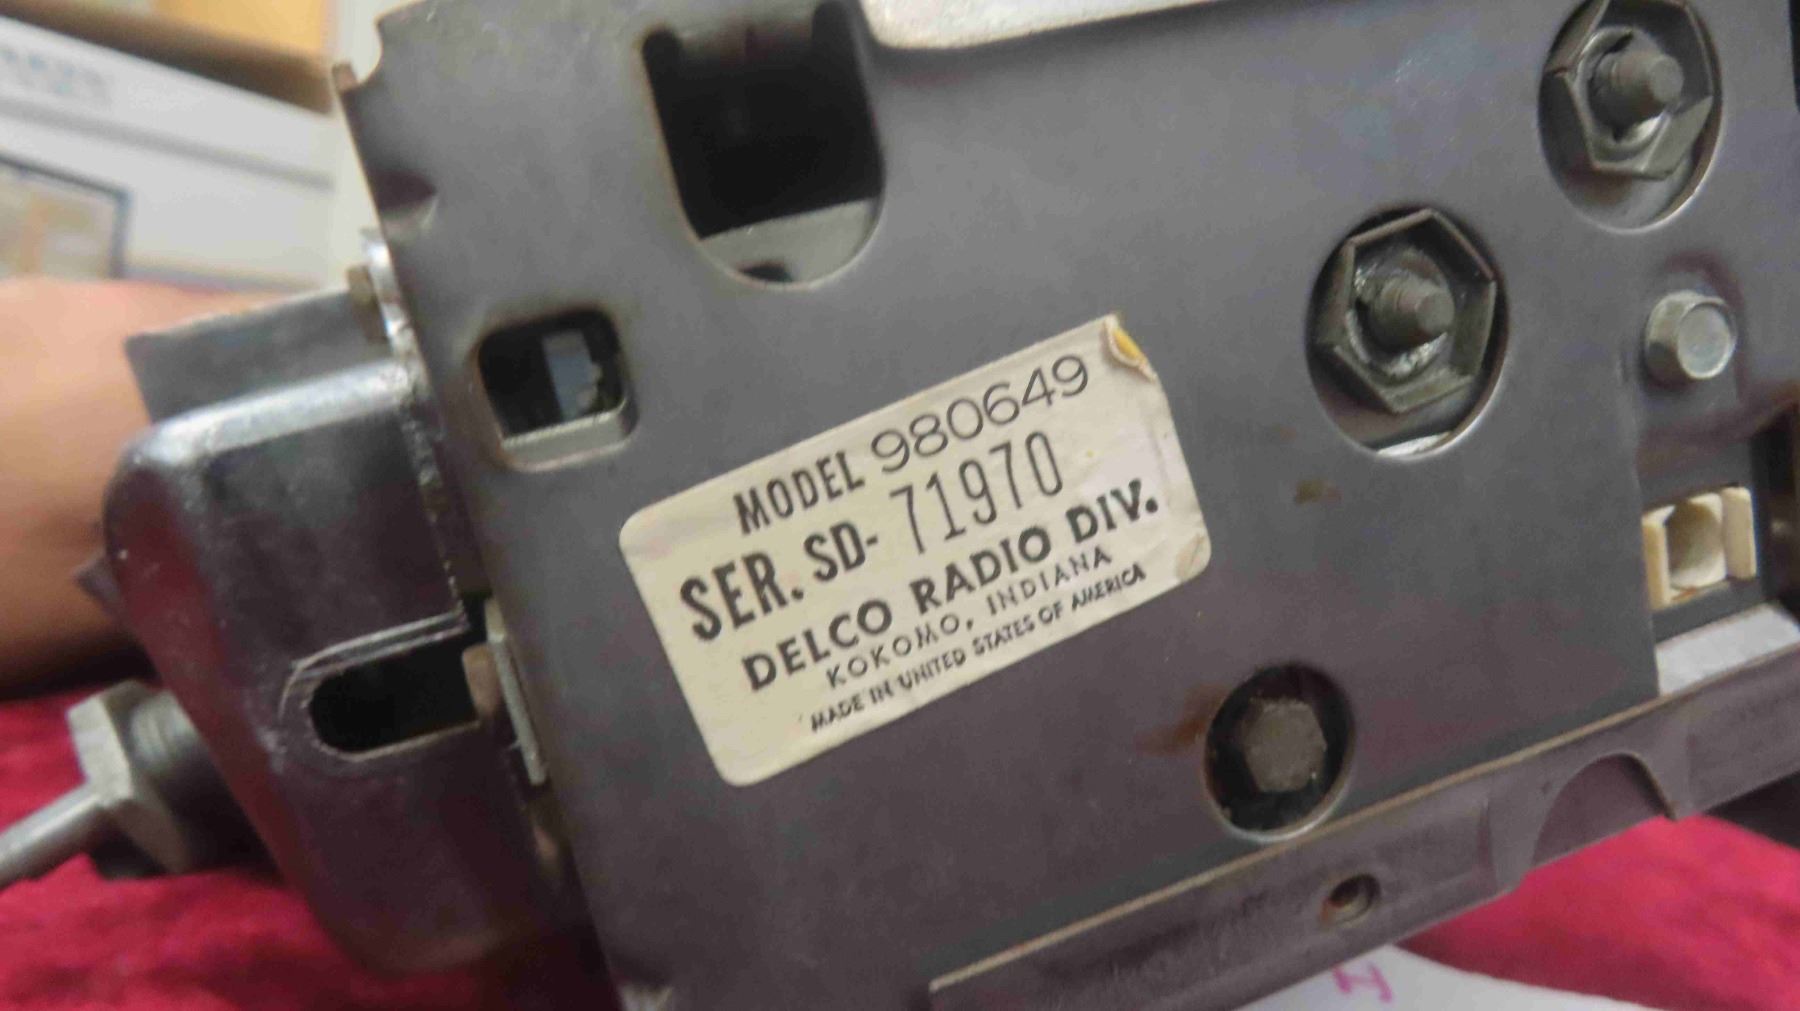 MODEL 980649
SER. SD- 71970
DELCO RADIO DIV.
KOKOMO, INDIANA
MADE IN UNITED STATES OF AMERICA